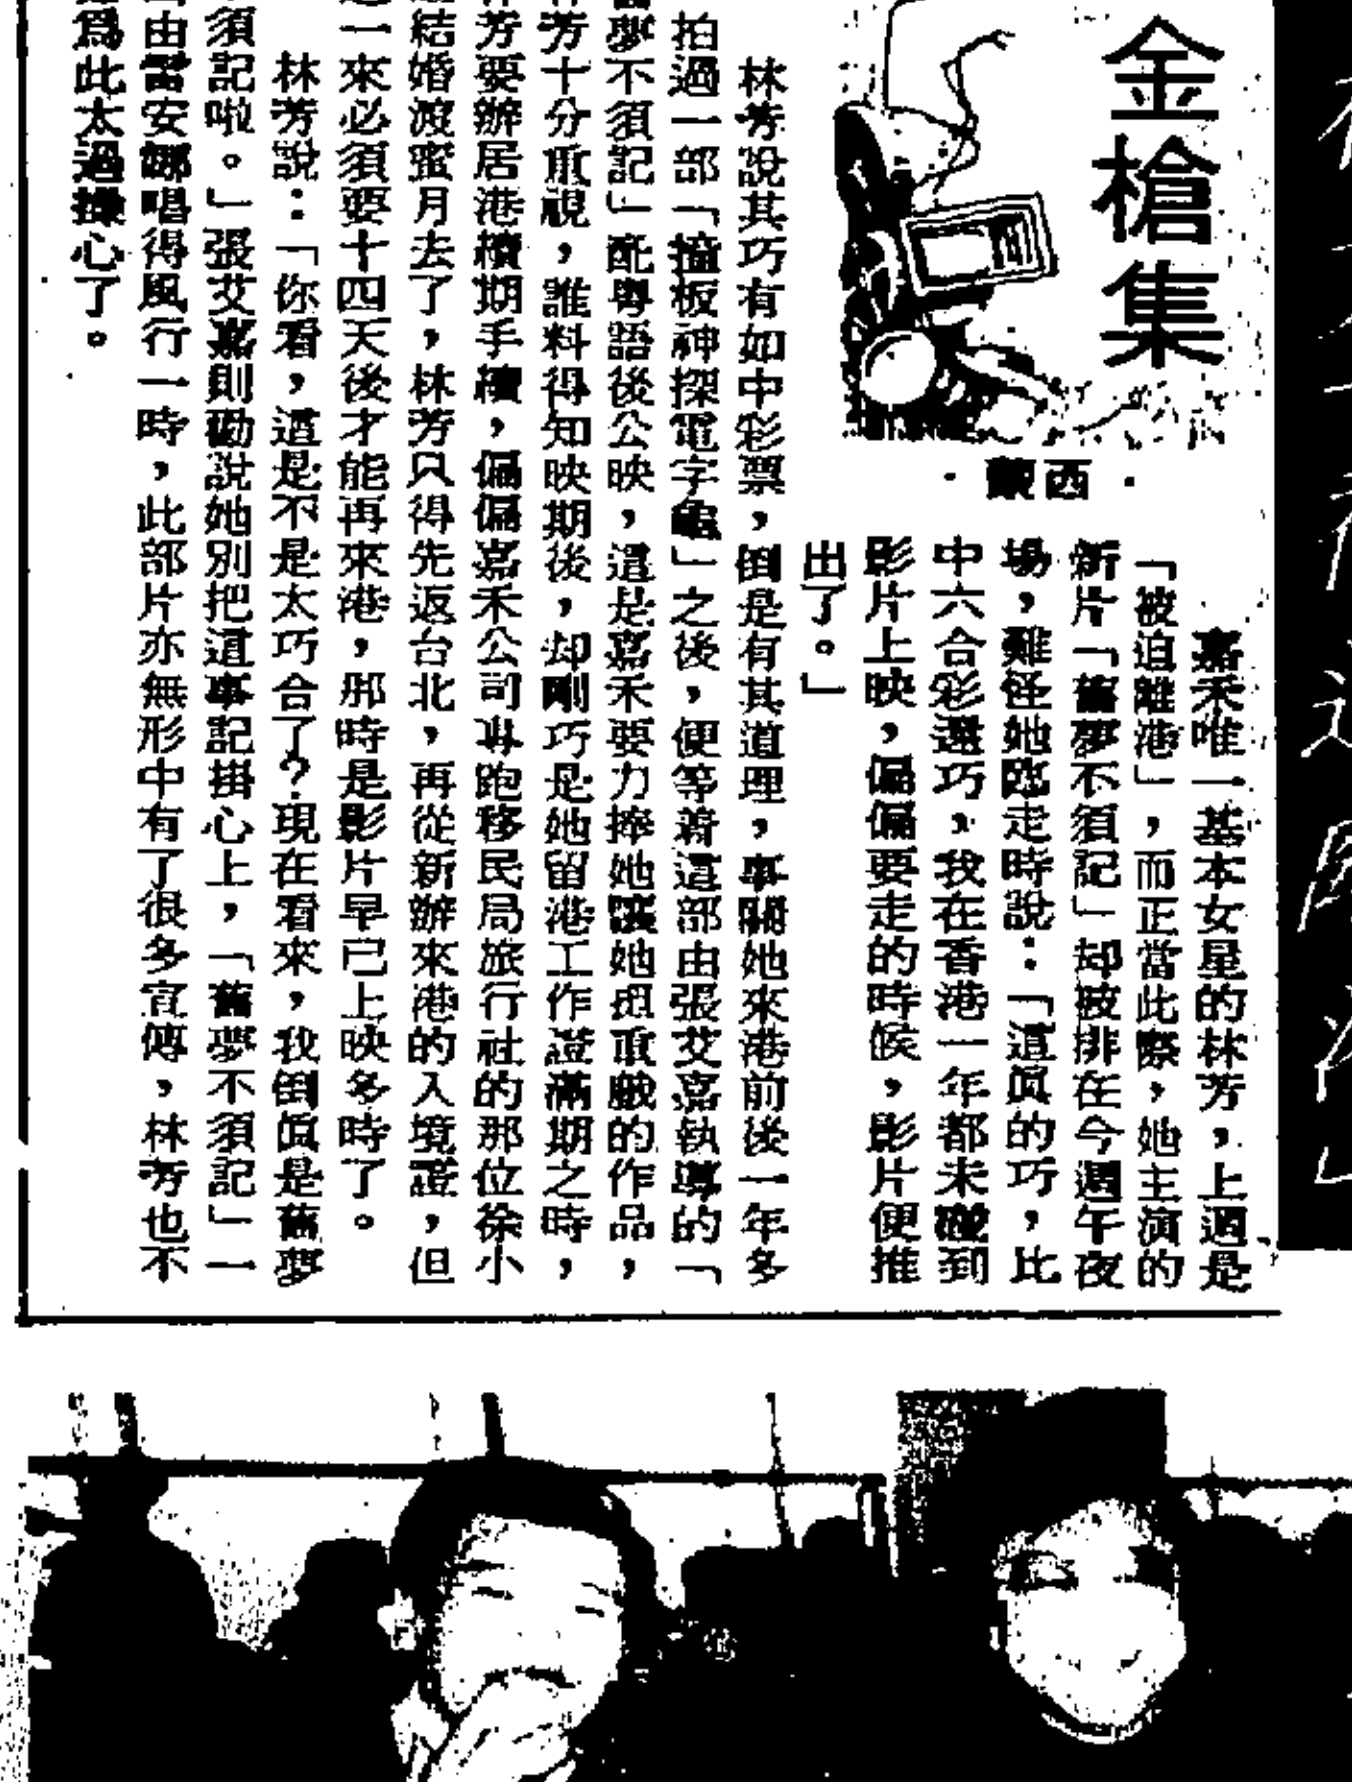 金槍集
西蒙
嘉禾唯一基本女星的林芳，上週是
「被迫離港」，而正當此際，她主演的
新片「舊夢不須記」却被排在今週午夜
場，難怪她臨走時說：「這眞的巧，比
中六合彩還巧，我在香港一年都未碰到
影片上映，偏偏要走的時候，影片便推
出了。」
林芳說其巧有如中彩票，倒是有其道理，事關她來港前後一年多
拍過一部「搵板神探電字龜」之後，便等着這部由張艾嘉執導的「
夢不須記」配粤語後公映，這是嘉禾要力捧她讓她担重戲的作品，
芳十分重視，誰料得知映期後，却剛巧是她留港工作證滿期之時，
芳要辦居港續期手續，偏偏嘉禾公司專跑移民局旅行社的那位徐小
結婚渡蜜月去了，林芳只得先返台北，再從新辦來港的入境證，但
一來必須要十四天後才能再來港，那時是影片早已上映多時了。
林芳說：「你看，這是不是太巧合了？現在看來，我倒眞是舊夢
須記啦。」張艾嘉則勸說她別把這事記掛心上，「舊夢不須記」一
由雷安娜唱得風行一時，此部片亦無形中有了很多宣傳，林芳也不
爲此太過操心了。